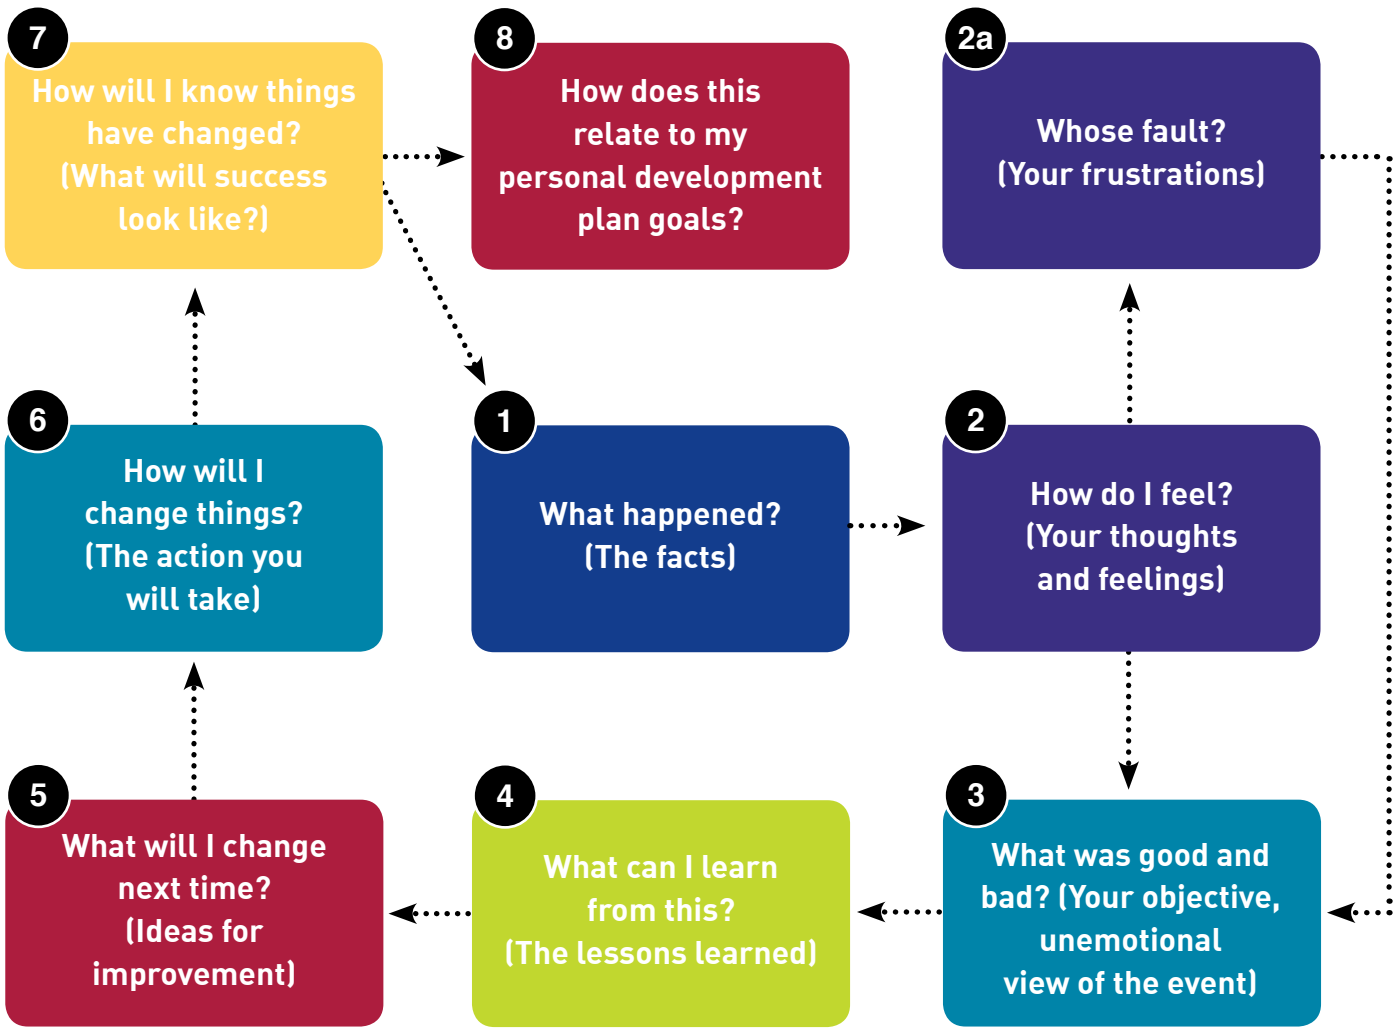 7
How will I know things
have changed?
(What will success
look like?)
8
How does this
relate to my
personal development
plan goals?
2a
Whose fault?
(Your frustrations)
6
How will I
change things?
(The action you
will take)
1
What happened?
(The facts)
2
How do I feel?
(Your thoughts
and feelings)
5
What will I change
next time?
(Ideas for
improvement)
4
What can I learn
from this?
(The lessons learned)
3
What was good and
bad? (Your objective,
unemotional
view of the event)